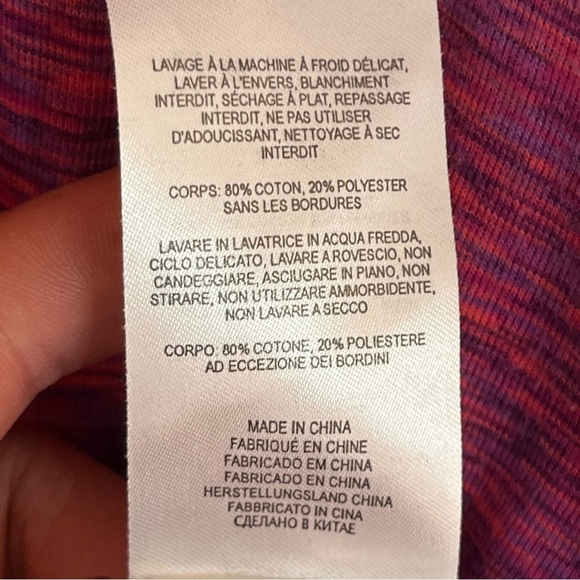 LAVAGE À LA MACHINE À FROID DÉLICAT,
LAVER À L'ENVERS, BLANCHIMENT
INTERDIT, SÉCHAGE À PLAT, REPASSAGE
INTERDIT, NE PAS UTILISER
D'ADOUCISSANT, NETTOYAGE À SEC
INTERDIT
CORPS: 80% COTON, 20% POLYESTER
SANS LES BORDURES
LAVARE IN LAVATRICE IN ACQUA FREDDA,
CICLO DELICATO, LAVARE A ROVESCIO, NON
CANDEGGIARE, ASCIUGARE IN PIANO, NON
STIRARE, NON UTILIZZARE AMMORBIDENTE,
NON LAVARE A SECCO
CORPO: 80% COTONE, 20% POLIESTERE
AD ECCEZIONE DEI BORDINI
MADE IN CHINA
FABRIQUÉ EN CHINE
FABRICADO EM CHINA
FABRICADO EN CHINA
HERSTELLUNGSLAND CHINA
FABBRICATO IN CINA
СДЕЛАНО В КИТАЕ